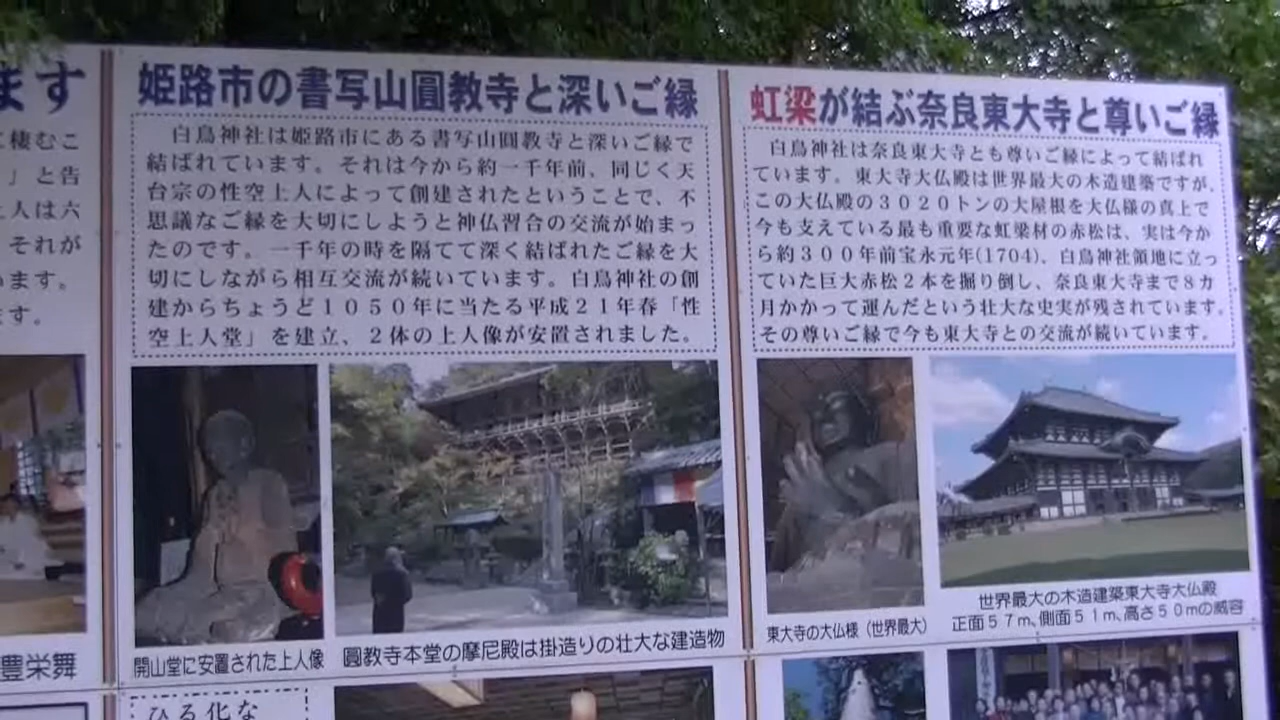 ます
に棲むこ
」と告
上人は六
それが
います。
ます。
豊栄舞
姫路市の書写山圓教寺と深いご縁
白鳥神社は姫路市にある書写山圓教寺と深いご縁で
結ばれています。それは今から約一千年前、同じく天
台宗の性空上人によって創建されたということで、不
思議なご縁を大切にしようと神仏習合の交流が始まっ
たのです。一千年の時を隔てて深く結ばれたご縁を大
切にしながら相互交流が続いています。白鳥神社の創
建からちょうど１０５０年に当たる平成２１年春「性
空上人堂」を建立、２体の上人像が安置されました。
開山堂に安置された上人像
圓教寺本堂の摩尼殿は掛造りの壮大な建造物
ひる化な
虹梁が結ぶ奈良東大寺と尊いご縁
白鳥神社は奈良東大寺とも尊いご縁によって結ばれ
ています。東大寺大仏殿は世界最大の木造建築ですが、
この大仏殿の３０２０トンの大屋根を大仏様の真上で
今も支えている最も重要な虹梁材の赤松は、実は今か
ら約３００年前宝永元年(1704)、白鳥神社領地に立っ
ていた巨大赤松２本を掘り倒し、奈良東大寺まで８カ
月かかって運んだという壮大な史実が残されています。
その尊いご縁で今も東大寺との交流が続いています。
東大寺の大仏様（世界最大）
世界最大の木造建築東大寺大仏殿
正面５７ｍ、側面５１ｍ、高さ５０ｍの威容